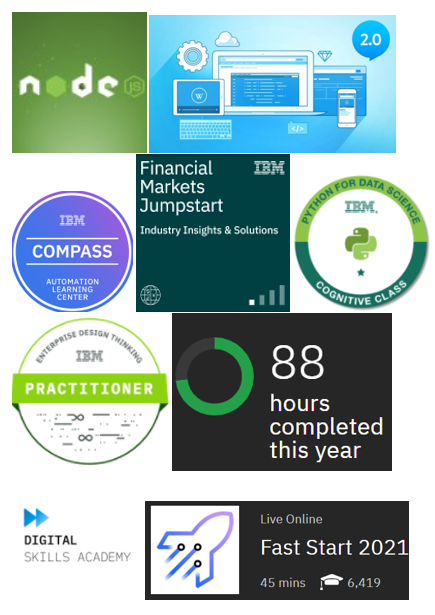 node
JS
2.0
W
</>
Financial
Markets
Jumpstart
IBM
Industry Insights & Solutions
IBM
COMPASS
AUTOMATION
LEARNING
CENTER
PYTHON FOR DATA SCIENCE
IBM.
COGNITIVE CLASS
ENTERPRISE DESIGN THINKING
IBM
PRACTITIONER
88
hours
completed
this year
DIGITAL
SKILLS ACADEMY
Live Online
Fast Start 2021
45 mins 6,419